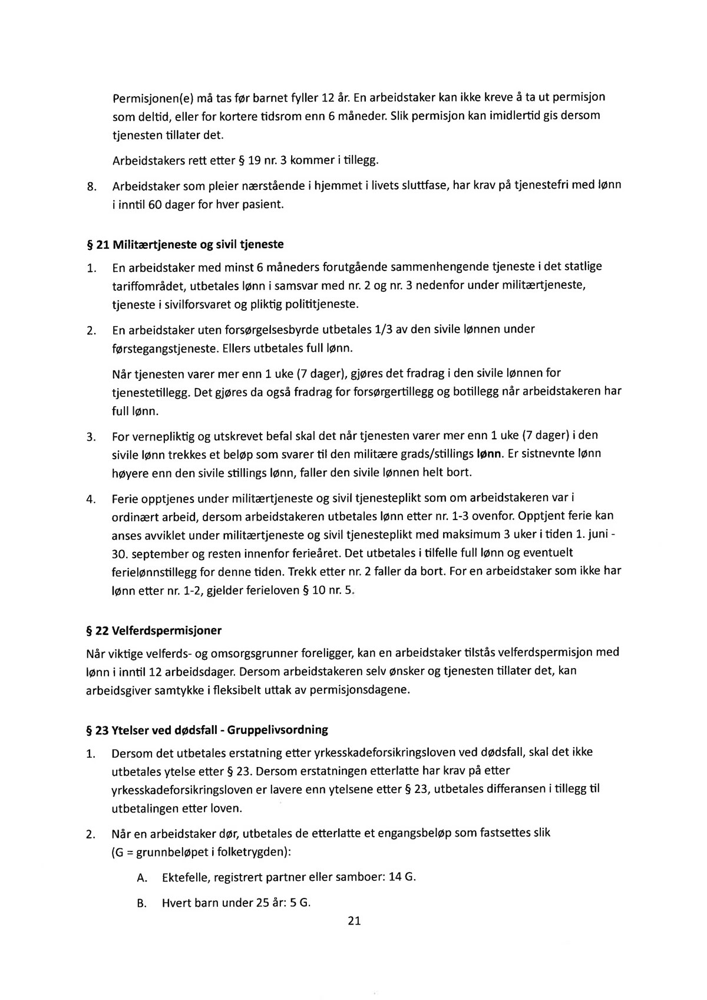 Permisjonen(e) må tas før barnet fyller 12 år. En arbeidstaker kan ikke kreve å ta ut permisjon
som deltid, eller for kortere tidsrom enn 6 måneder. Slik permisjon kan imidlertid gis dersom
tjenesten tillater det.
Arbeidstakers rett etter § 19 nr. 3 kommer i tillegg.
8. Arbeidstaker som pleier nærstående i hjemmet i livets sluttfase, har krav på tjenestefri med lønn
i inntil 60 dager for hver pasient.
§ 21 Militærtjeneste og sivil tjeneste
1. En arbeidstaker med minst 6 måneders forutgående sammenhengende tjeneste i det statlige
tariffområdet, utbetales lønn i samsvar med nr. 2 og nr. 3 nedenfor under militærtjeneste,
tjeneste i sivilforsvaret og pliktig polititjeneste.
2. En arbeidstaker uten forsørgelsesbyrde utbetales 1/3 av den sivile lønnen under
førstegangstjeneste. Ellers utbetales full lønn.
Når tjenesten varer mer enn 1 uke (7 dager), gjøres det fradrag i den sivile lønnen for
tjenestetillegg. Det gjøres da også fradrag for forsørgertillegg og botillegg når arbeidstakeren har
full lønn.
3. For vernepliktig og utskrevet befal skal det når tjenesten varer mer enn 1 uke (7 dager) i den
sivile lønn trekkes et beløp som svarer til den militære grads/stillings lønn. Er sistnevnte lønn
høyere enn den sivile stillings lønn, faller den sivile lønnen helt bort.
4. Ferie opptjenes under militærtjeneste og sivil tjenesteplikt som om arbeidstakeren var i
ordinært arbeid, dersom arbeidstakeren utbetales lønn etter nr. 1-3 ovenfor. Opptjent ferie kan
anses avviklet under militærtjeneste og sivil tjenesteplikt med maksimum 3 uker i tiden 1. juni -
30. september og resten innenfor ferieåret. Det utbetales i tilfelle full lønn og eventuelt
ferielønnstillegg for denne tiden. Trekk etter nr. 2 faller da bort. For en arbeidstaker som ikke har
lønn etter nr. 1-2, gjelder ferieloven § 10 nr. 5.
§ 22 Velferdspermisjoner
Når viktige velferds- og omsorgsgrunner foreligger, kan en arbeidstaker tilstås velferdspermisjon med
lønn i inntil 12 arbeidsdager. Dersom arbeidstakeren selv ønsker og tjenesten tillater det, kan
arbeidsgiver samtykke i fleksibelt uttak av permisjonsdagene.
§ 23 Ytelser ved dødsfall - Gruppelivsordning
1. Dersom det utbetales erstatning etter yrkesskadeforsikringsloven ved dødsfall, skal det ikke
utbetales ytelse etter § 23. Dersom erstatningen etterlatte har krav på etter
yrkesskadeforsikringsloven er lavere enn ytelsene etter § 23, utbetales differansen i tillegg til
utbetalingen etter loven.
2. Når en arbeidstaker dør, utbetales de etterlatte et engangsbeløp som fastsettes slik
(G = grunnbeløpet i folketrygden):
A. Ektefelle, registrert partner eller samboer: 14 G.
B. Hvert barn under 25 år: 5 G.
21